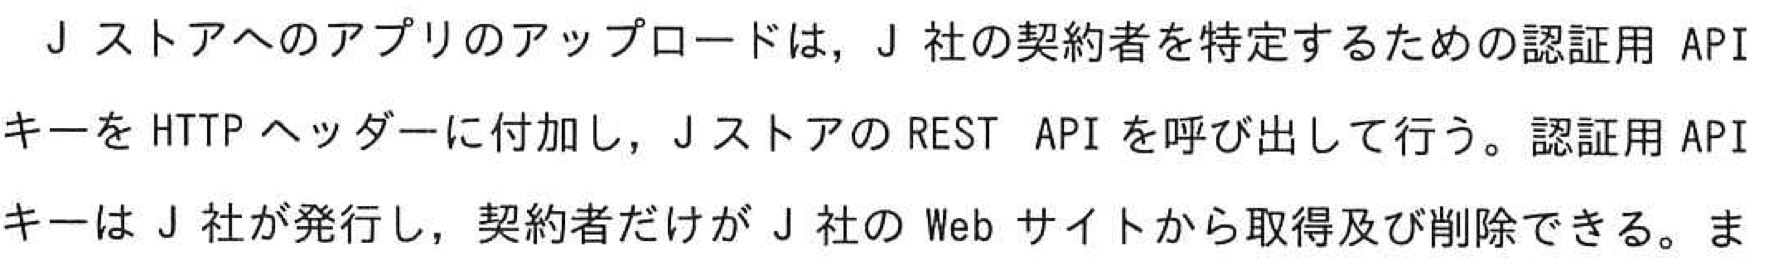 J ストアへのアプリのアップロードは，J 社の契約者を特定するための認証用 API
キーを HTTP ヘッダーに付加し，J ストアの REST API を呼び出して行う。認証用 API
キーは J 社が発行し，契約者だけが J 社の Web サイトから取得及び削除できる。ま